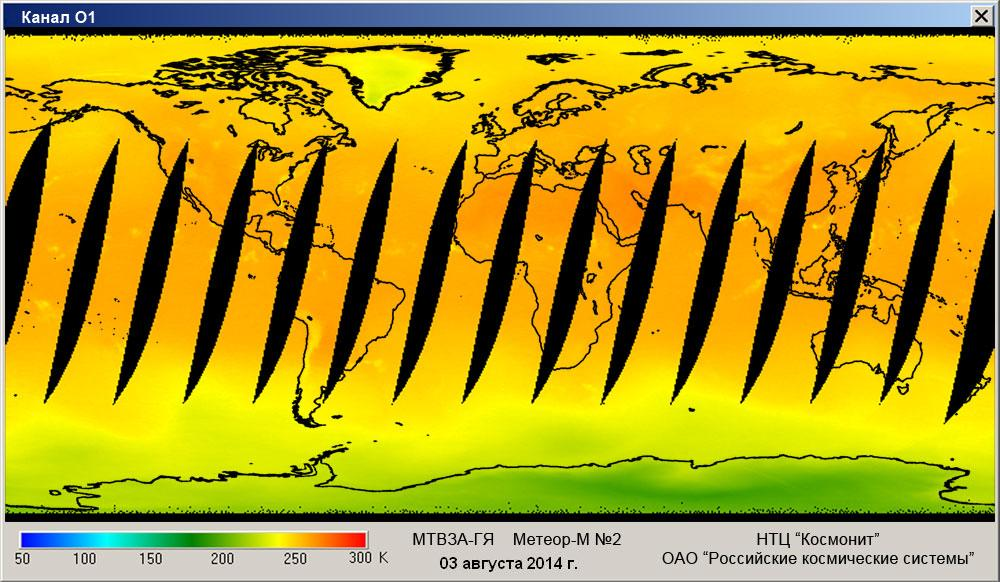 Канал О1
50 100 150 200 250 300 K
МТВЗА-ГЯ Метеор-М №2
03 августа 2014 г.
НТЦ “Космонит”
ОАО “Российские космические системы”